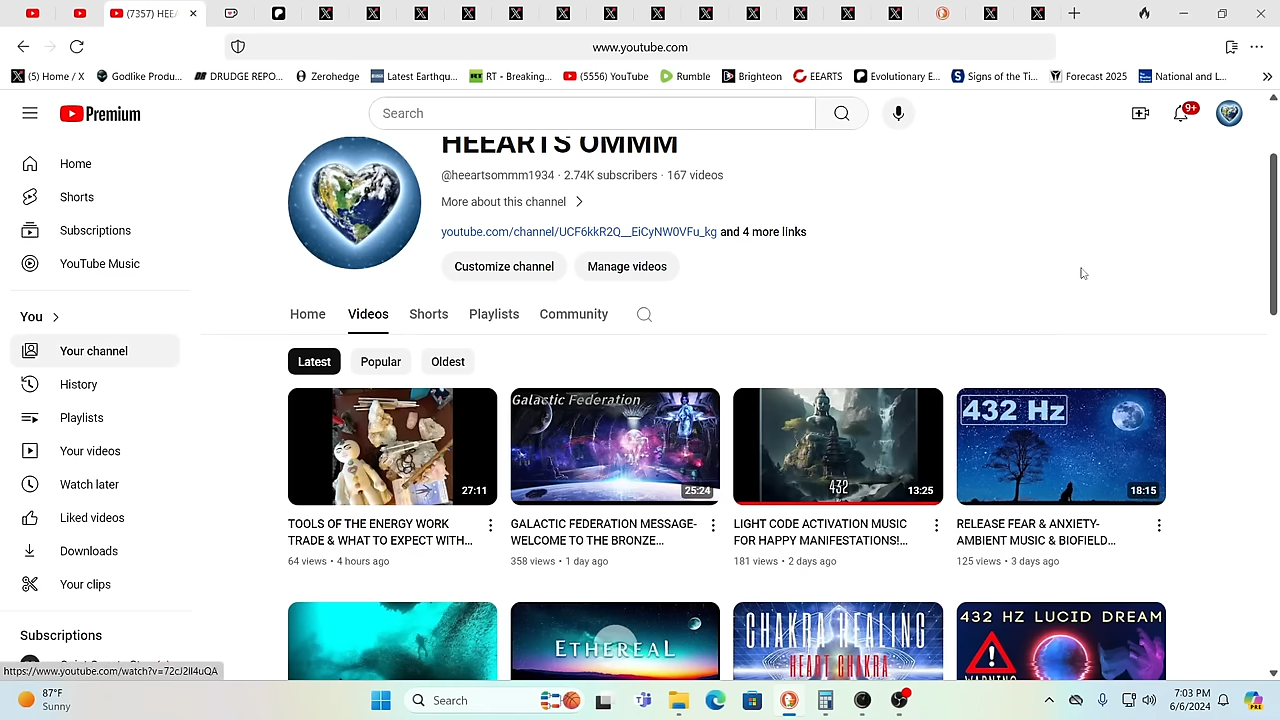 (7357) HEE
www.youtube.com
(5) Home / X
Godlike Produ...
DRUDGE REPO...
Zerohedge
Latest Earthqu...
RT - Breaking...
(5556) YouTube
Rumble
Brighteon
EEARTS
Evolutionary E...
Signs of the Ti...
Forecast 2025
National and L...
Premium
Search
9+
Home
Shorts
Subscriptions
YouTube Music
You
Your channel
History
Playlists
Your videos
Watch later
Liked videos
Downloads
Your clips
Subscriptions
https://www.youtube.com/watch?v=72cJ2Il4uQA
HEEARTS OMMM
@heeartsommm1934 · 2.74K subscribers · 167 videos
More about this channel
youtube.com/channel/UCF6kkR2Q__EiCyNW0VFu_kg and 4 more links
Customize channel
Manage videos
Home
Videos
Shorts
Playlists
Community
Latest
Popular
Oldest
27:11
TOOLS OF THE ENERGY WORK
TRADE & WHAT TO EXPECT WITH...
64 views • 4 hours ago
Galactic Federation
25:24
GALACTIC FEDERATION MESSAGE-
WELCOME TO THE BRONZE...
358 views • 1 day ago
432
13:25
LIGHT CODE ACTIVATION MUSIC
FOR HAPPY MANIFESTATIONS!...
181 views • 2 days ago
432 Hz
18:15
RELEASE FEAR & ANXIETY-
AMBIENT MUSIC & BIOFIELD...
125 views • 3 days ago
ETHEREAL
CHAKRA HEALING
HEART CHAKRA
432 HZ LUCID DREAM
87°F
Sunny
Search
7:03 PM
6/6/2024